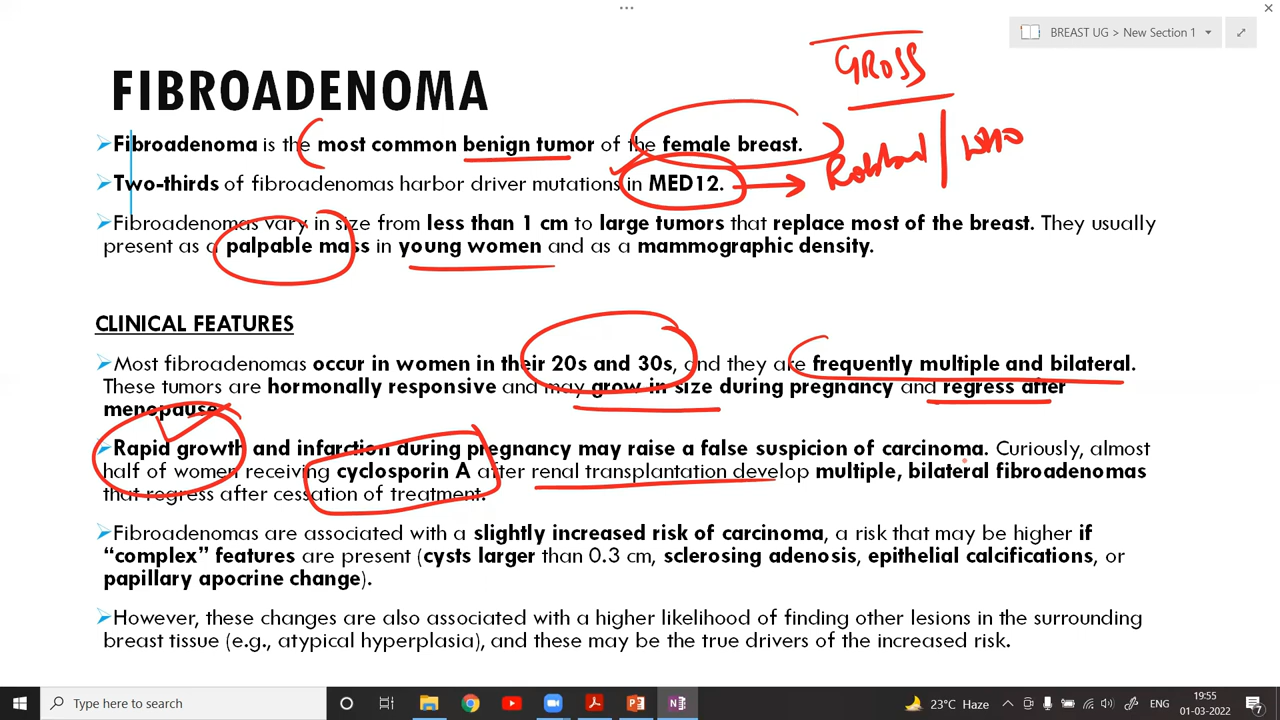 BREAST UG > New Section 1
GROSS
FIBROADENOMA
➤Fibroadenoma is the most common benign tumor of the female breast.
Robbins | WHO
➤Two-thirds of fibroadenomas harbor driver mutations in MED12.
➤Fibroadenomas vary in size from less than 1 cm to large tumors that replace most of the breast. They usually
present as a palpable mass in young women and as a mammographic density.
CLINICAL FEATURES
➤Most fibroadenomas occur in women in their 20s and 30s, and they are frequently multiple and bilateral.
These tumors are hormonally responsive and may grow in size during pregnancy and regress after
menopause.
➤Rapid growth and infarction during pregnancy may raise a false suspicion of carcinoma. Curiously, almost
half of women receiving cyclosporin A after renal transplantation develop multiple, bilateral fibroadenomas
that regress after cessation of treatment.
➤Fibroadenomas are associated with a slightly increased risk of carcinoma, a risk that may be higher if
“complex” features are present (cysts larger than 0.3 cm, sclerosing adenosis, epithelial calcifications, or
papillary apocrine change).
➤However, these changes are also associated with a higher likelihood of finding other lesions in the surrounding
breast tissue (e.g., atypical hyperplasia), and these may be the true drivers of the increased risk.
Type here to search
23°C Haze
ENG
19:55
01-03-2022
7